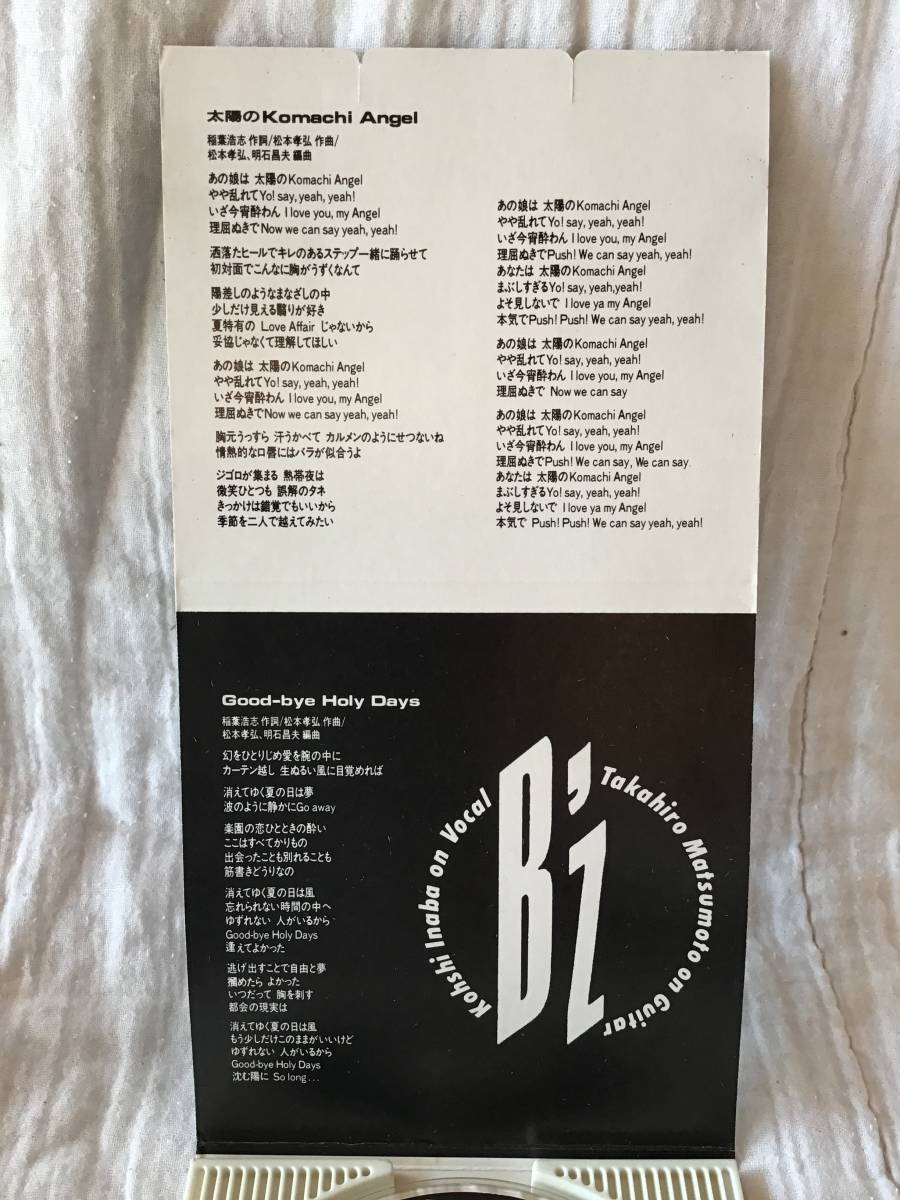 太陽のKomachi Angel
稲葉浩志 作詞/松本孝弘 作曲/
松本孝弘、明石昌夫 編曲
あの娘は 太陽のKomachi Angel
やや乱れてYo! say, yeah, yeah!
いざ今宵酔わん I love you, my Angel
理屈ぬきでNow we can say yeah, yeah!
洒落たヒールでキレのあるステップ一緒に踊らせて
初対面でこんなに胸がうずくなんて
陽差しのようなまなざしの中
少しだけ見える翳りが好き
夏特有の Love Affair じゃないから
妥協じゃなくて理解してほしい
あの娘は 太陽のKomachi Angel
やや乱れてYo! say, yeah, yeah!
いざ今宵酔わん I love you, my Angel
理屈ぬきでNow we can say yeah, yeah!
胸元うっすら 汗うかべて カルメンのようにせつないね
情熱的な口唇にはバラが似合うよ
ジゴロが集まる 熱帯夜は
微笑ひとつも 誤解のタネ
きっかけは錯覚でもいいから
季節を二人で越えてみたい
あの娘は 太陽のKomachi Angel
やや乱れてYo! say, yeah, yeah!
いざ今宵酔わん I love you, my Angel
理屈ぬきでPush! We can say yeah, yeah!
あなたは 太陽のKomachi Angel
まぶしすぎるYo! say, yeah,yeah!
よそ見しないで I love ya my Angel
本気でPush! Push! We can say yeah, yeah!
あの娘は 太陽のKomachi Angel
やや乱れてYo! say, yeah, yeah!
いざ今宵酔わん I love you, my Angel
理屈ぬきで Now we can say
あの娘は 太陽のKomachi Angel
やや乱れてYo! say, yeah, yeah!
いざ今宵酔わん I love you, my Angel
理屈ぬきでPush! We can say, We can say
あなたは 太陽のKomachi Angel
まぶしすぎるYo! say, yeah, yeah!
よそ見しないで I love ya my Angel
本気で Push! Push! We can say yeah, yeah!
Good-bye Holy Days
稲葉浩志 作詞/松本孝弘 作曲/
松本孝弘、明石昌夫 編曲
幻をひとりじめ愛を腕の中に
カーテン越し 生ぬるい風に目覚めれば
消えてゆく夏の日は夢
波のように静かにGo away
楽園の恋ひとときの酔い
ここはすべてかりもの
出会ったことも別れることも
筋書きどうりなの
消えてゆく夏の日は風
忘れられない時間の中へ
ゆずれない 人がいるから
Good-bye Holy Days
逢えてよかった
逃げ出すことで自由と夢
摑めたら よかった
いつだって 胸を刺す
都会の現実は
消えてゆく夏の日は風
もう少しだけこのままがいいけど
ゆずれない 人がいるから
Good-bye Holy Days
沈む陽に So long...
B'z
Kohshi Inaba on Vocal
Takahiro Matsumoto on Guitar